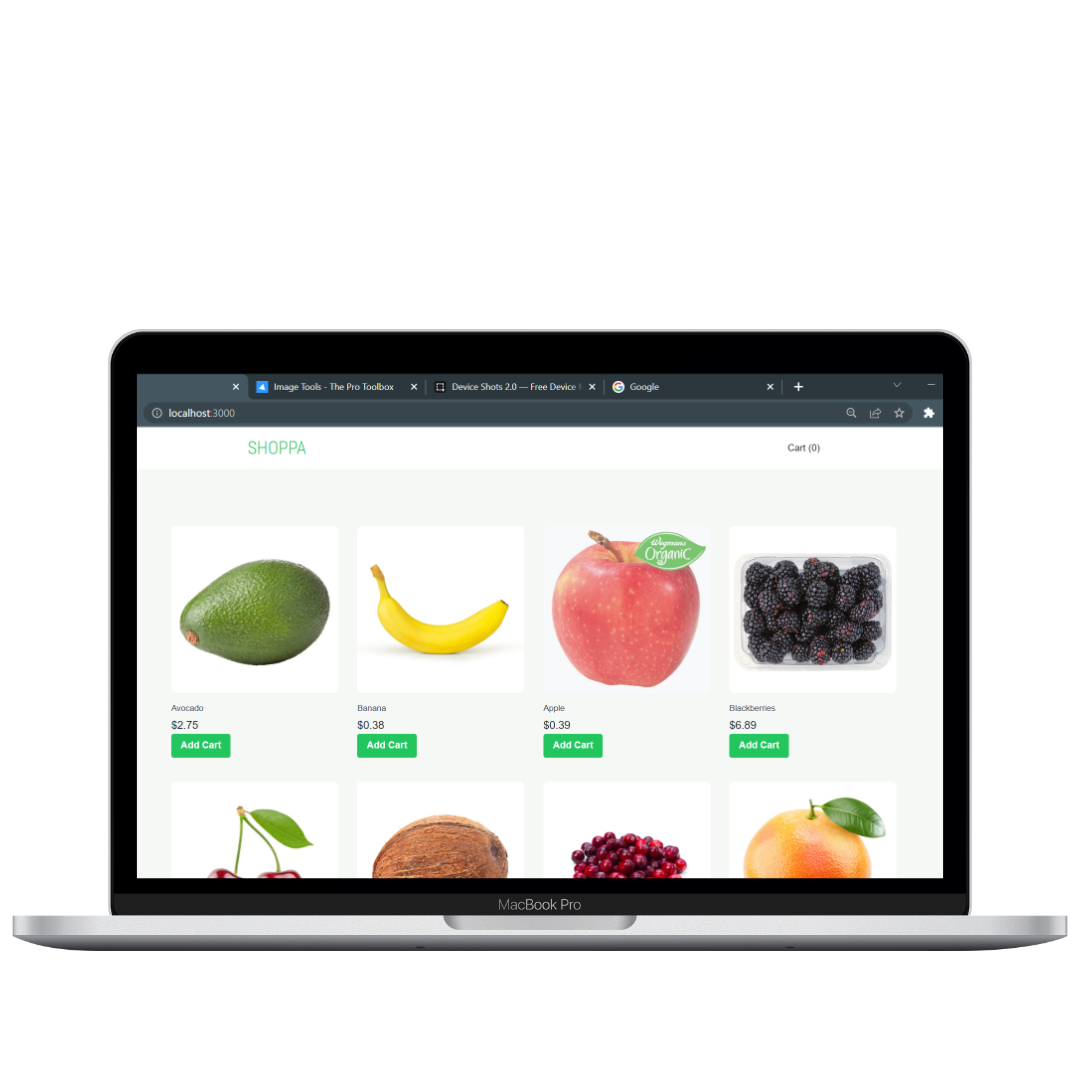 Image Tools - The Pro Toolbox
Device Shots 2.0 — Free Device
Google
localhost:3000
SHOPPA
Cart (0)
Wegmans
Organic
Avocado
Banana
Apple
Blackberries
$2.75
$0.38
$0.39
$6.89
Add Cart
Add Cart
Add Cart
Add Cart
MacBook Pro